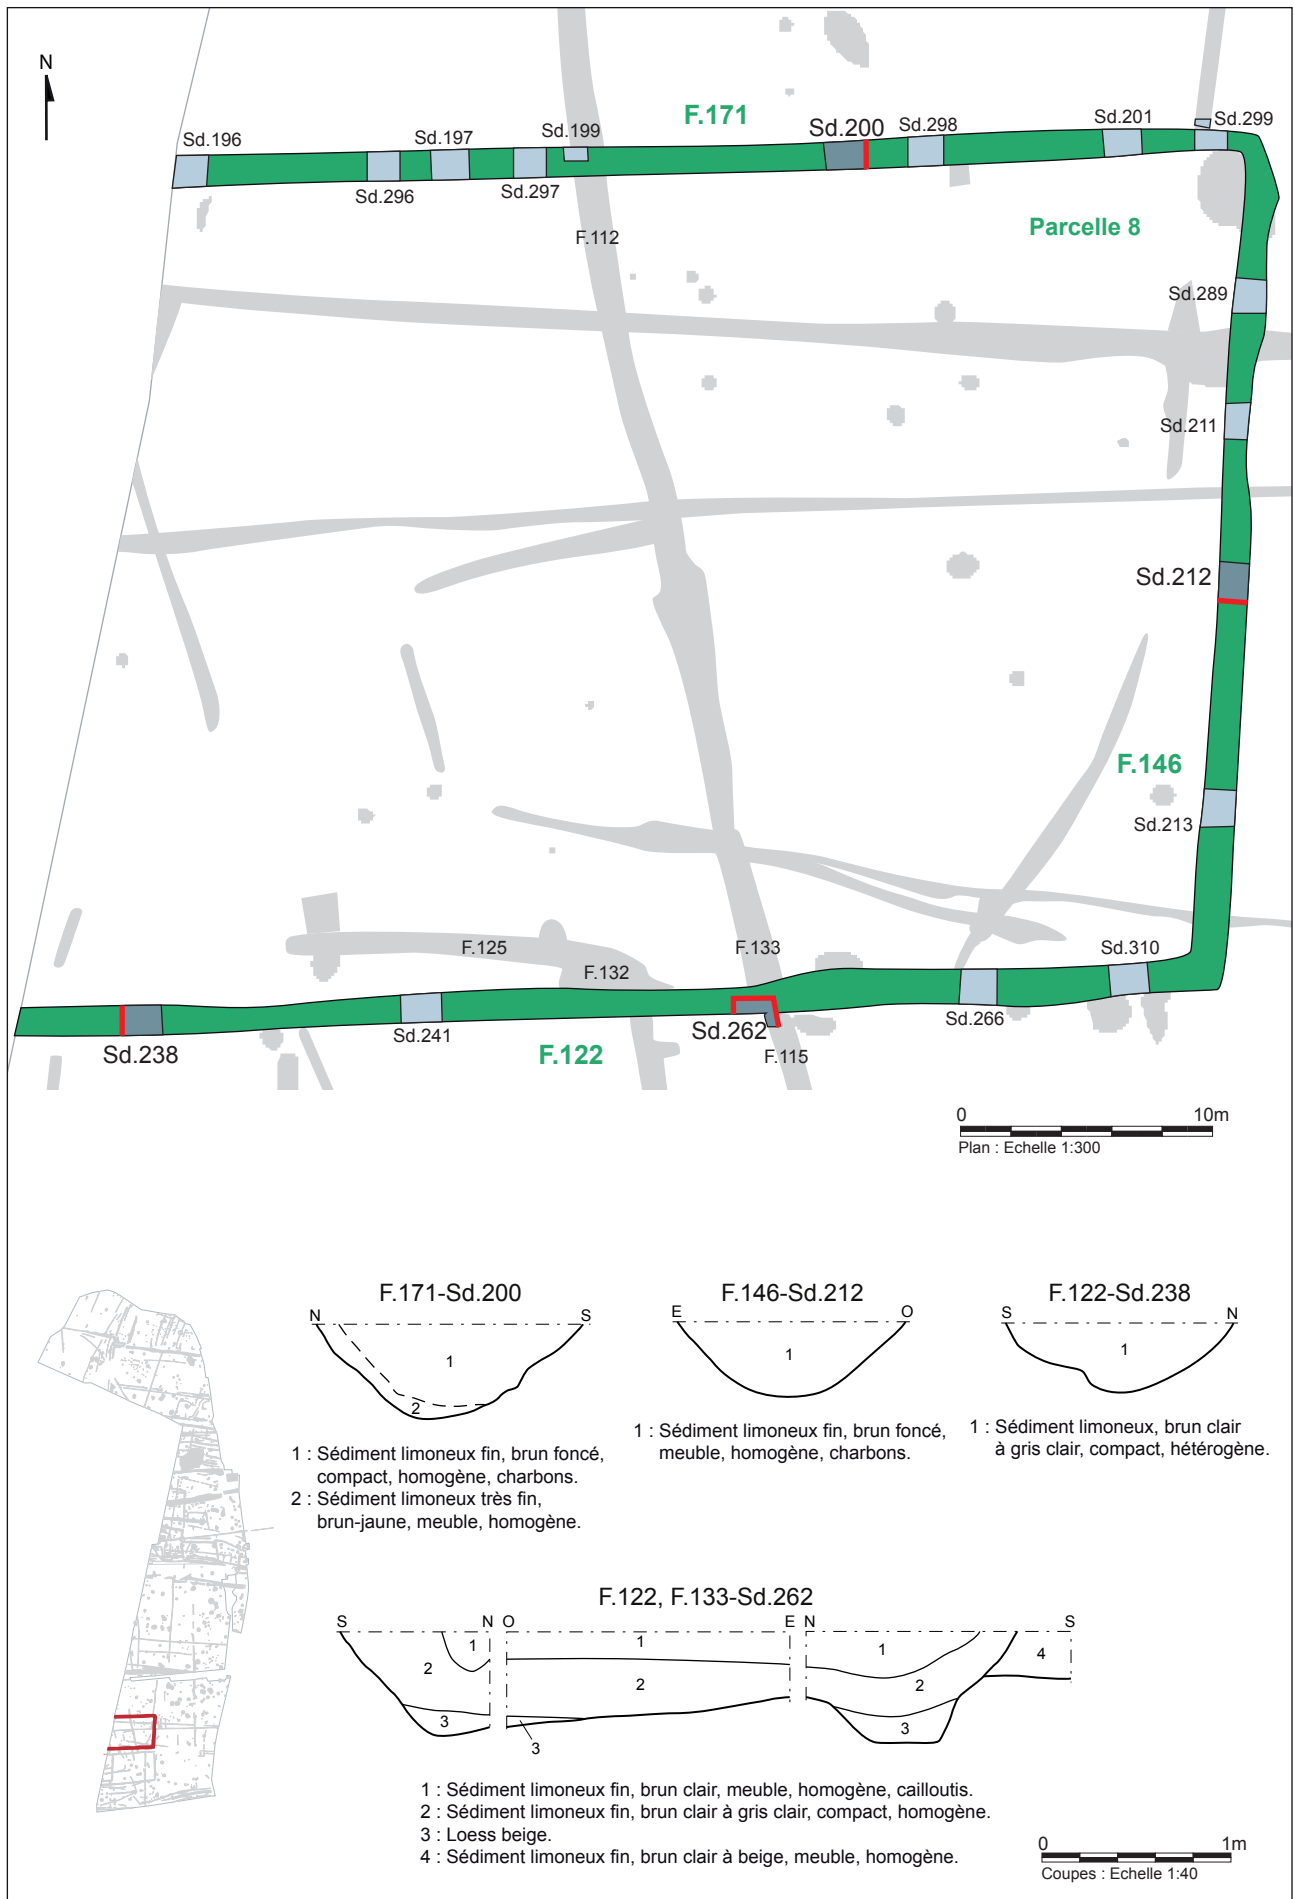 N
F.171
Sd.196
Sd.197
Sd.199
Sd.200
Sd.298
Sd.201
Sd.299
Sd.296
Sd.297
F.112
Parcelle 8
Sd.289
Sd.211
Sd.212
F.146
Sd.213
F.125
F.133
Sd.310
F.132
Sd.238
Sd.241
F.122
Sd.262
F.115
Sd.266
0 10m
Plan : Echelle 1:300
F.171-Sd.200
N S
1
2
1 : Sédiment limoneux fin, brun foncé,
compact, homogène, charbons.
2 : Sédiment limoneux très fin,
brun-jaune, meuble, homogène.
F.146-Sd.212
E O
1
1 : Sédiment limoneux fin, brun foncé,
meuble, homogène, charbons.
F.122-Sd.238
S N
1
1 : Sédiment limoneux, brun clair
à gris clair, compact, hétérogène.
F.122, F.133-Sd.262
S N O E N S
1 1 1 4
2 2 2
3 3 3
1 : Sédiment limoneux fin, brun clair, meuble, homogène, cailloutis.
2 : Sédiment limoneux fin, brun clair à gris clair, compact, homogène.
3 : Loess beige.
4 : Sédiment limoneux fin, brun clair à beige, meuble, homogène.
0 1m
Coupes : Echelle 1:40